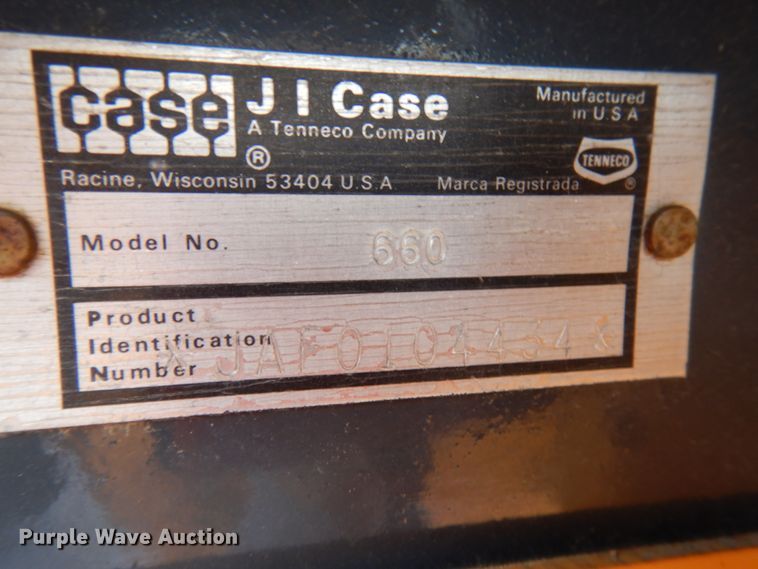 case
J I Case
A Tenneco Company
®
Manufactured
in U.S A
TENNECO
®
Racine, Wisconsin 53404 U.S.A
Marca Registrada
Model No. 660
Product
Identification
Number
* JAF0104434 *
Purple Wave Auction